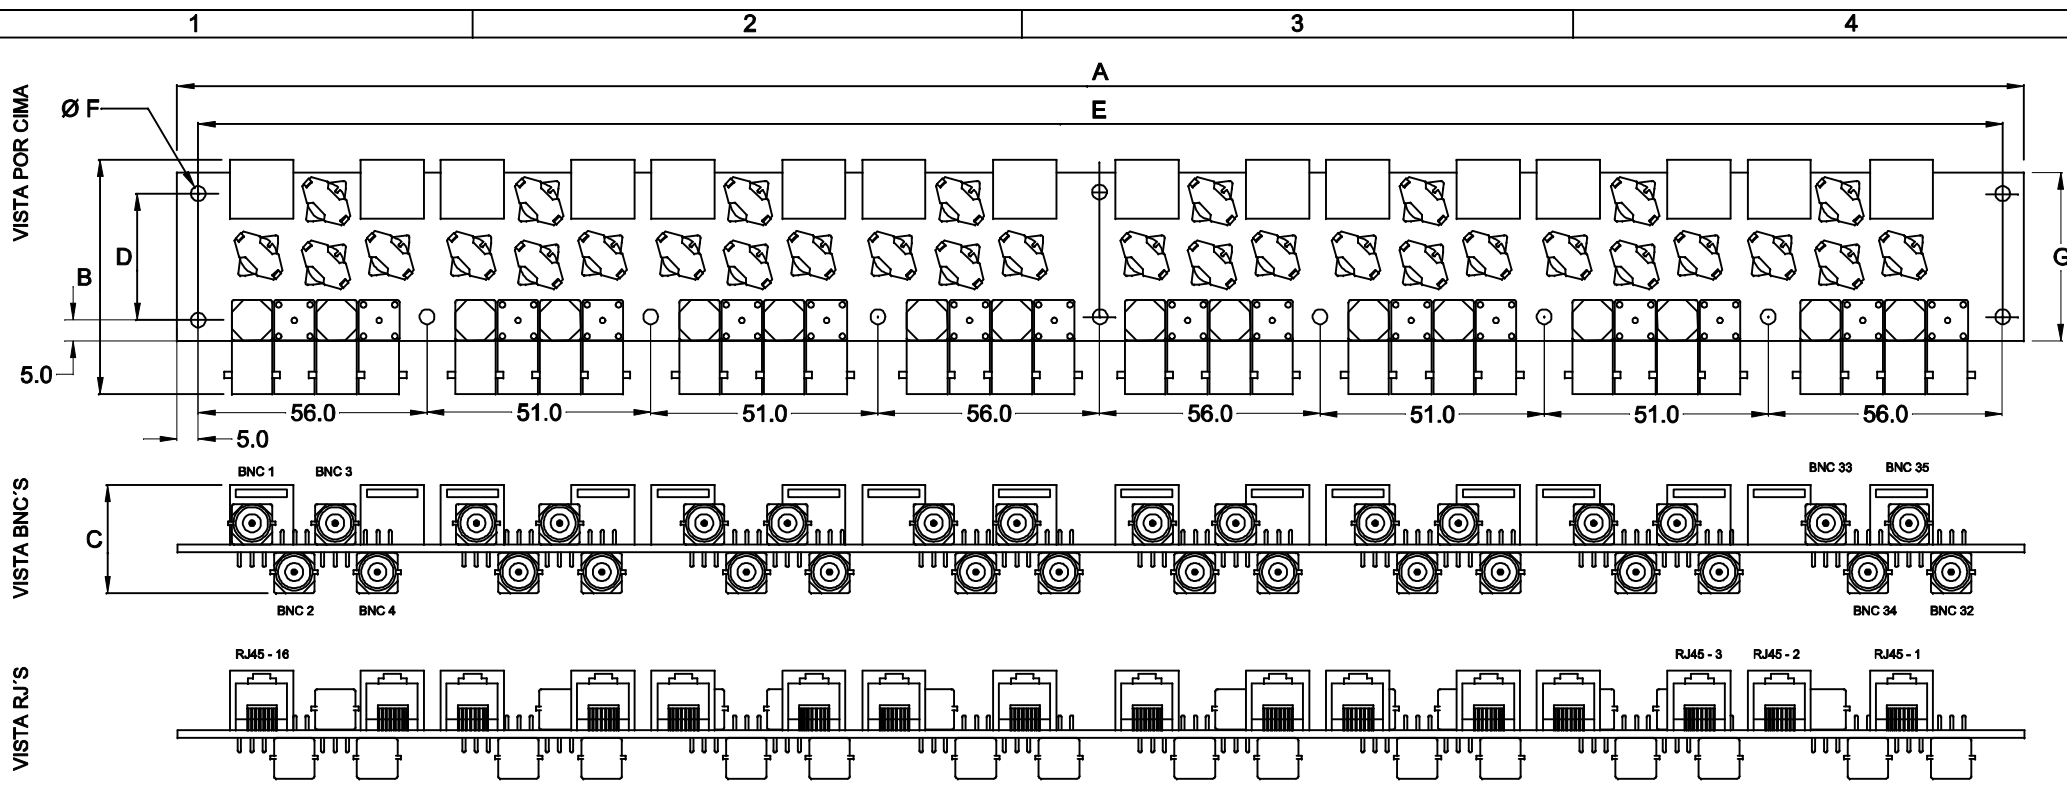 1 2 3 4
A
Ø F
E
VISTA POR CIMA
D
B
G
5.0
56.0 51.0 51.0 56.0 56.0 51.0 51.0 56.0
5.0
VISTA BNC´S
BNC 1 BNC 3 BNC 33 BNC 35
C
BNC 2 BNC 4 BNC 34 BNC 32
VISTA RJ´S
RJ45 - 16 RJ45 - 3 RJ45 - 2 RJ45 - 1